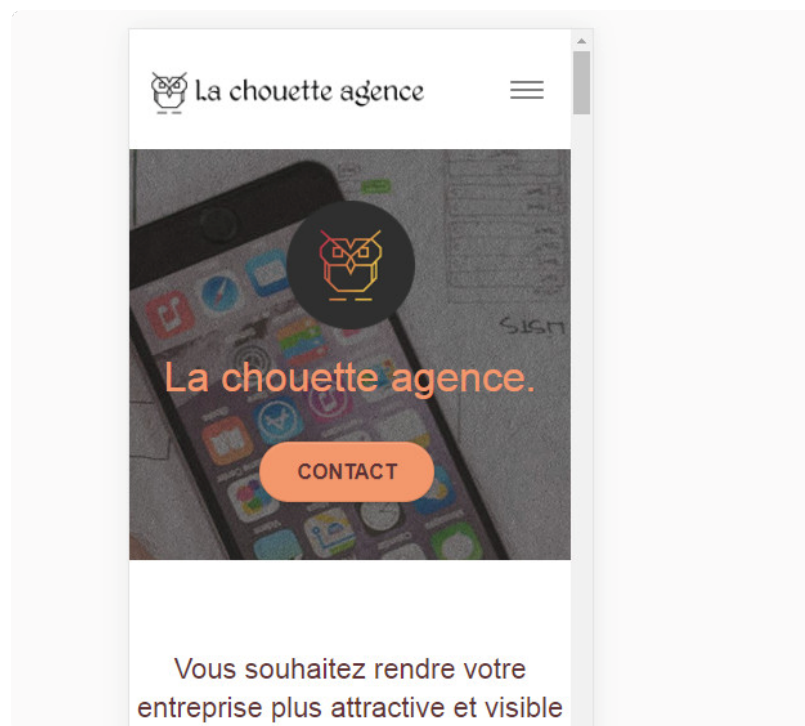 La chouette agence
La chouette agence.
CONTACT
Vous souhaitez rendre votre
entreprise plus attractive et visible